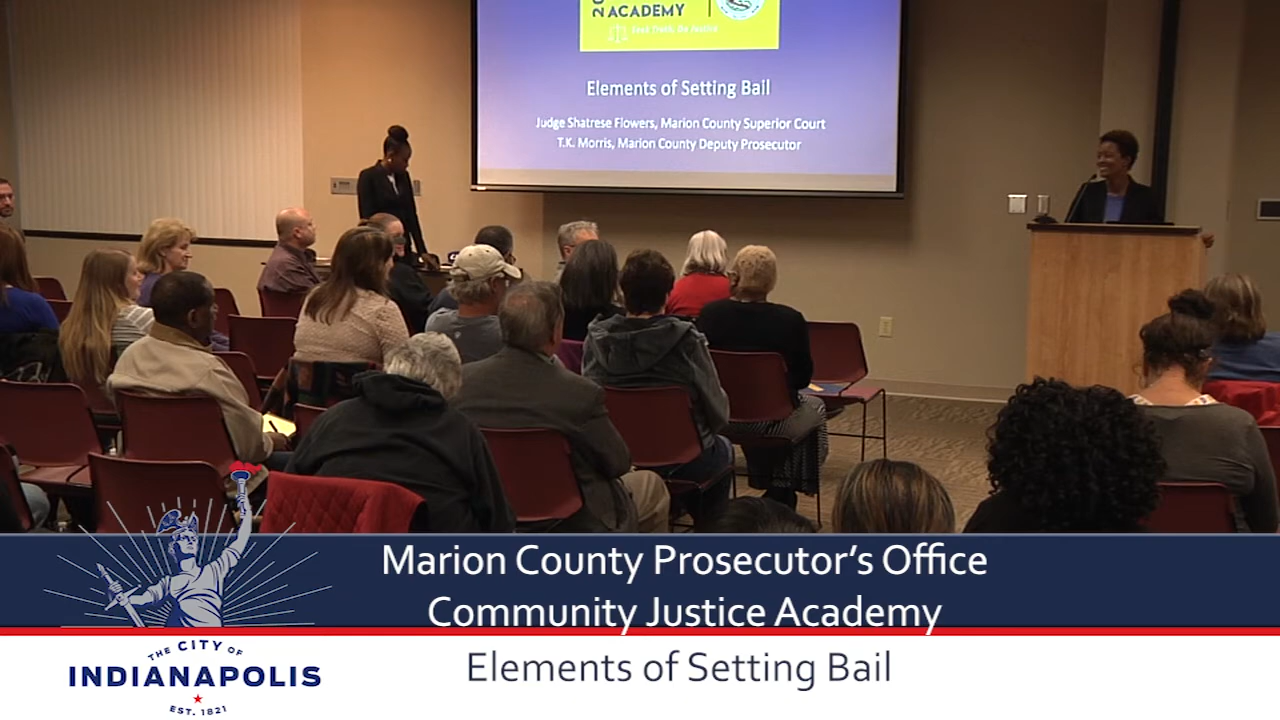 ACADEMY
Elements of Setting Bail
Judge Shatrese Flowers, Marion County Superior Court
T.K. Morris, Marion County Deputy Prosecutor
Marion County Prosecutor's Office
Community Justice Academy
Elements of Setting Bail
THE CITY OF
INDIANAPOLIS
EST. 1821